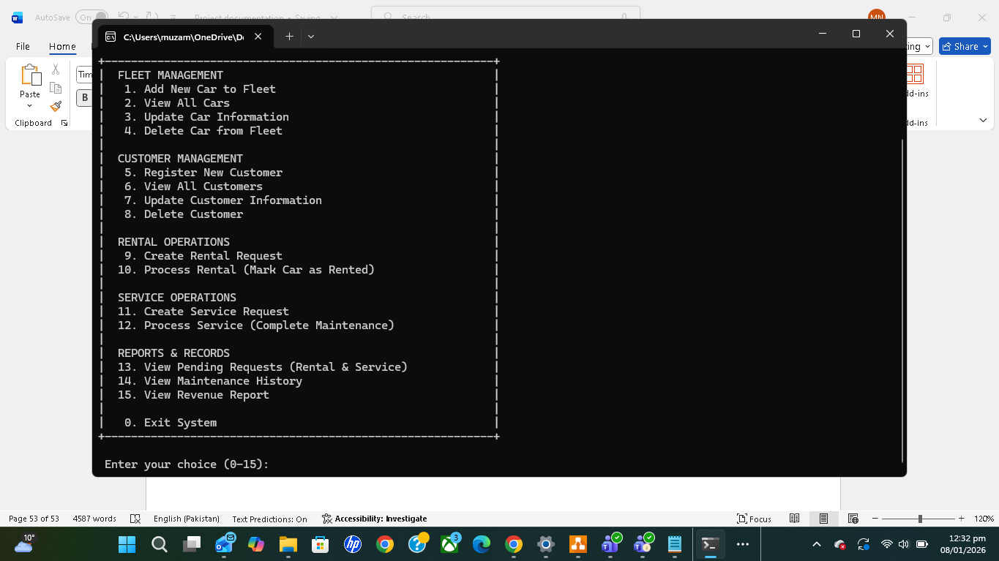 AutoSave On Project documentation • Saving Search MN
C:\Users\muzam\OneDrive\De
File Home ing Share
FLEET MANAGEMENT
1. Add New Car to Fleet
2. View All Cars
3. Update Car Information
4. Delete Car from Fleet
CUSTOMER MANAGEMENT
5. Register New Customer
6. View All Customers
7. Update Customer Information
8. Delete Customer
RENTAL OPERATIONS
9. Create Rental Request
10. Process Rental (Mark Car as Rented)
SERVICE OPERATIONS
11. Create Service Request
12. Process Service (Complete Maintenance)
REPORTS & RECORDS
13. View Pending Requests (Rental & Service)
14. View Maintenance History
15. View Revenue Report
0. Exit System
Enter your choice (0-15):
Tim
Paste
B
dd-ins
Clipboard
dd-ins
Page 53 of 53 4587 words English (Pakistan) Text Predictions: On Accessibility: Investigate Focus 120%
10°
3
12:32 pm
08/01/2026